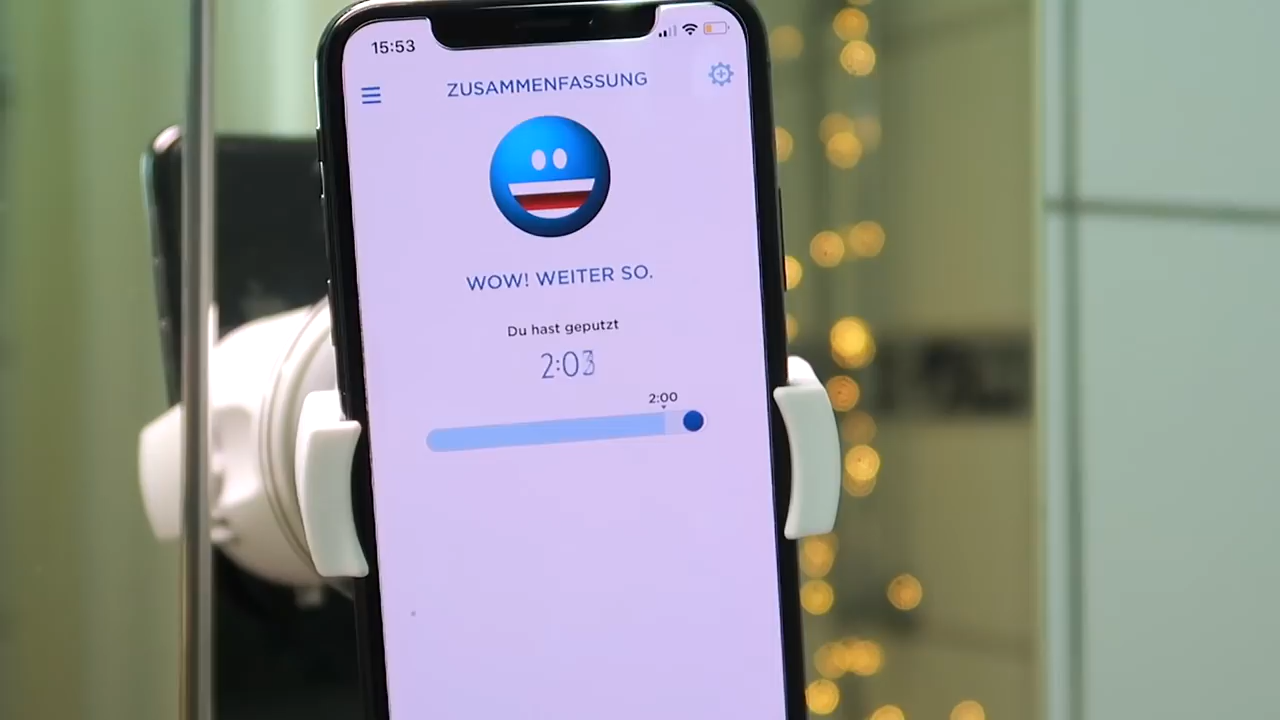 15:53
ZUSAMMENFASSUNG
WOW! WEITER SO.
Du hast geputzt
2:03
2:00